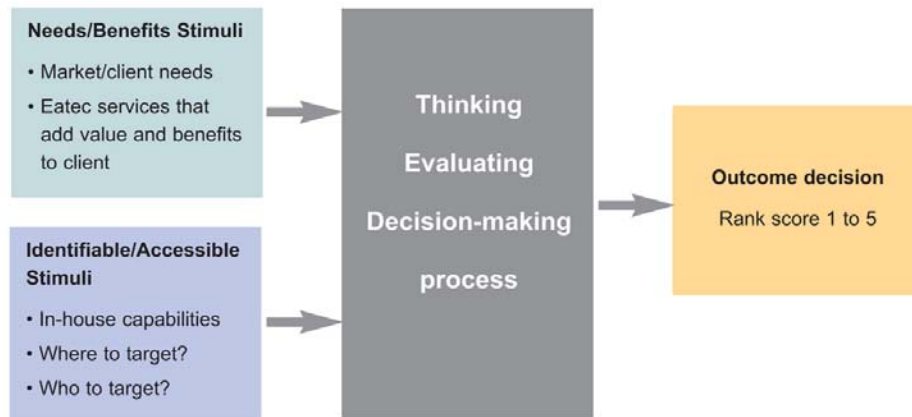 Needs/Benefits Stimuli
• Market/client needs
• Eatec services that
add value and benefits
to client
Identifiable/Accessible
Stimuli
• In-house capabilities
• Where to target?
• Who to target?
Thinking
Evaluating
Decision-making
process
Outcome decision
Rank score 1 to 5